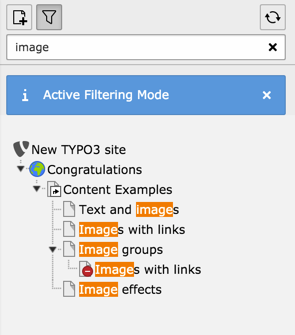 image
Active Filtering Mode
New TYPO3 site
Congratulations
Content Examples
Text and images
Images with links
Image groups
Images with links
Image effects